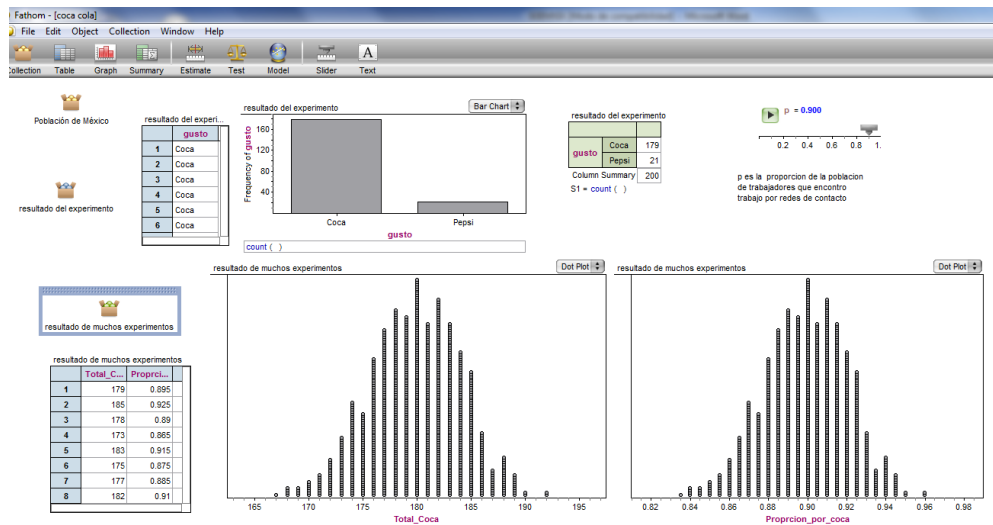 Fathom - [coca cola]
File Edit Object Collection Window Help
Collection Table Graph Summary Estimate Test Model Slider Text
A
Población de México
resultado del experimento
resultado del experi...
gusto
1 Coca
2 Coca
3 Coca
4 Coca
5 Coca
6 Coca
resultado del experimento
Bar Chart
Frequency of gusto
160
120
80
40
Coca Pepsi
gusto
count ( )
resultado del experimento
gusto
Coca 179
Pepsi 21
Column Summary 200
S1 = count ( )
p = 0.900
0.2 0.4 0.6 0.8 1.
p es la proporcion de la poblacion
de trabajadores que encontro
trabajo por redes de contacto
resultado de muchos experimentos
resultado de muchos experimentos
Total_C... Proprci...
1 179 0.895
2 185 0.925
3 178 0.89
4 173 0.865
5 183 0.915
6 175 0.875
7 177 0.885
8 182 0.91
resultado de muchos experimentos
Dot Plot
165 170 175 180 185 190 195
Total_Coca
resultado de muchos experimentos
Dot Plot
0.82 0.84 0.86 0.88 0.90 0.92 0.94 0.96 0.98
Proprcion_por_coca